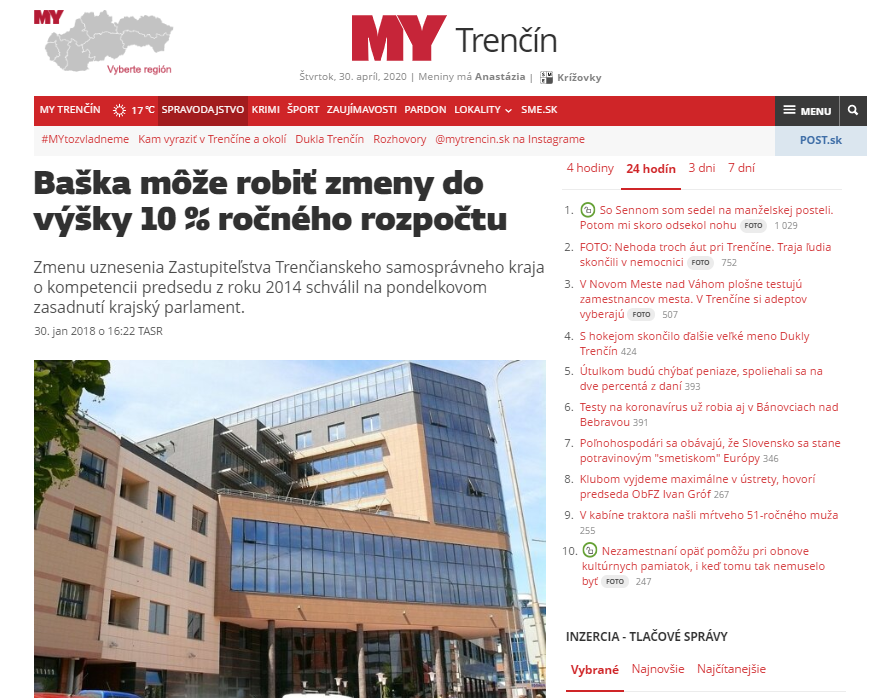 MY
Vyberte región
MY Trenčín
Štvrtok, 30. apríl, 2020 | Meniny má Anastázia | Krížovky
MY TRENČÍN 17 °C SPRAVODAJSTVO KRIMI ŠPORT ZAUJÍMAVOSTI PARDON LOKALITY SME.SK MENU
#MYtozvladneme Kam vyraziť v Trenčíne a okolí Dukla Trenčín Rozhovory @mytrencin.sk na Instagrame POST.sk
Baška môže robiť zmeny do
výšky 10 % ročného rozpočtu
Zmenu uznesenia Zastupiteľstva Trenčianskeho samosprávneho kraja
o kompetencii predsedu z roku 2014 schválil na pondelkovom
zasadnutí krajský parlament.
30. jan 2018 o 16:22 TASR
4 hodiny 24 hodín 3 dni 7 dní
1. So Sennom som sedel na manželskej posteli.
Potom mi skoro odsekol nohu FOTO 1 029
2. FOTO: Nehoda troch áut pri Trenčíne. Traja ľudia
skončili v nemocnici FOTO 752
3. V Novom Meste nad Váhom plošne testujú
zamestnancov mesta. V Trenčíne si adeptov
vyberajú FOTO 507
4. S hokejom skončilo ďalšie veľké meno Dukly
Trenčín 424
5. Útulkom budú chýbať peniaze, spoliehali sa na
dve percentá z daní 393
6. Testy na koronavírus už robia aj v Bánovciach nad
Bebravou 391
7. Poľnohospodári sa obávajú, že Slovensko sa stane
potravinovým "smetiskom" Európy 346
8. Klubom vyjdeme maximálne v ústrety, hovorí
predseda ObFZ Ivan Gróf 267
9. V kabíne traktora našli mŕtveho 51-ročného muža
255
10. Nezamestnaní opäť pomôžu pri obnove
kultúrnych pamiatok, i keď tomu tak nemuselo
byť FOTO 247
INZERCIA - TLAČOVÉ SPRÁVY
Vybrané Najnovšie Najčítanejšie